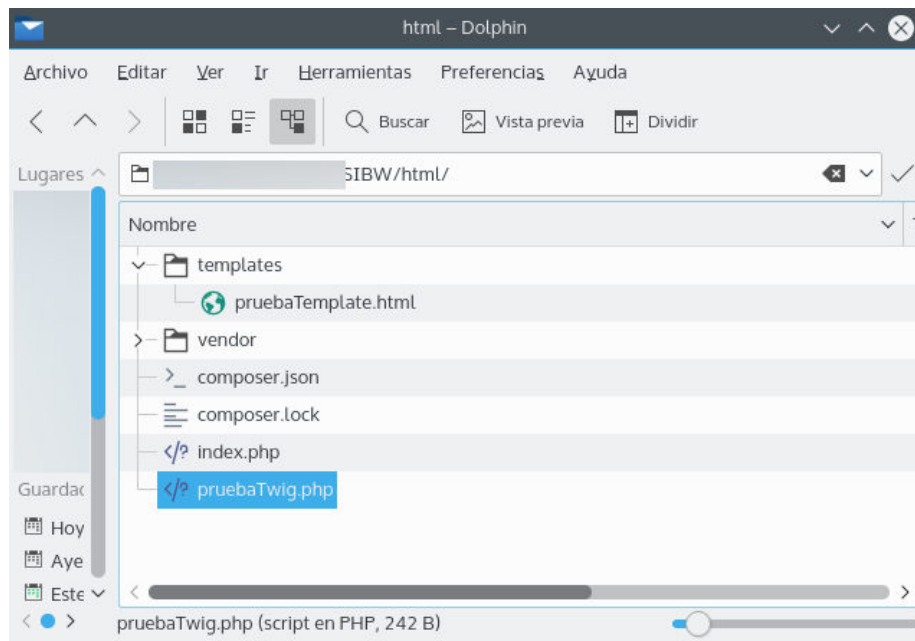 html – Dolphin
Archivo Editar Ver Ir Herramientas Preferencias Ayuda
Buscar Vista previa Dividir
Lugares
SIBW/html/
Nombre
templates
pruebaTemplate.html
vendor
composer.json
composer.lock
index.php
pruebaTwig.php
Guardac
Hoy
Aye
Este
pruebaTwig.php (script en PHP, 242 B)